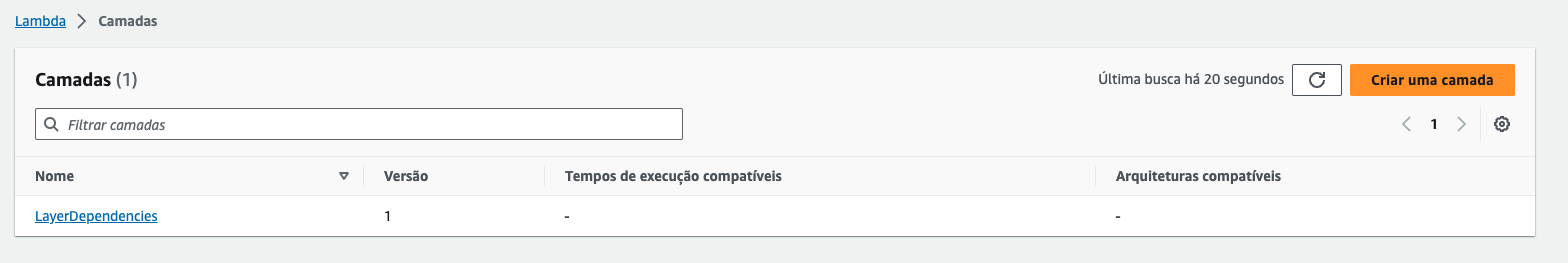 Lambda > Camadas
Camadas (1)
Última busca há 20 segundos
Criar uma camada
Filtrar camadas
1
Nome Versão Tempos de execução compatíveis Arquiteturas compatíveis
LayerDependencies 1 - -